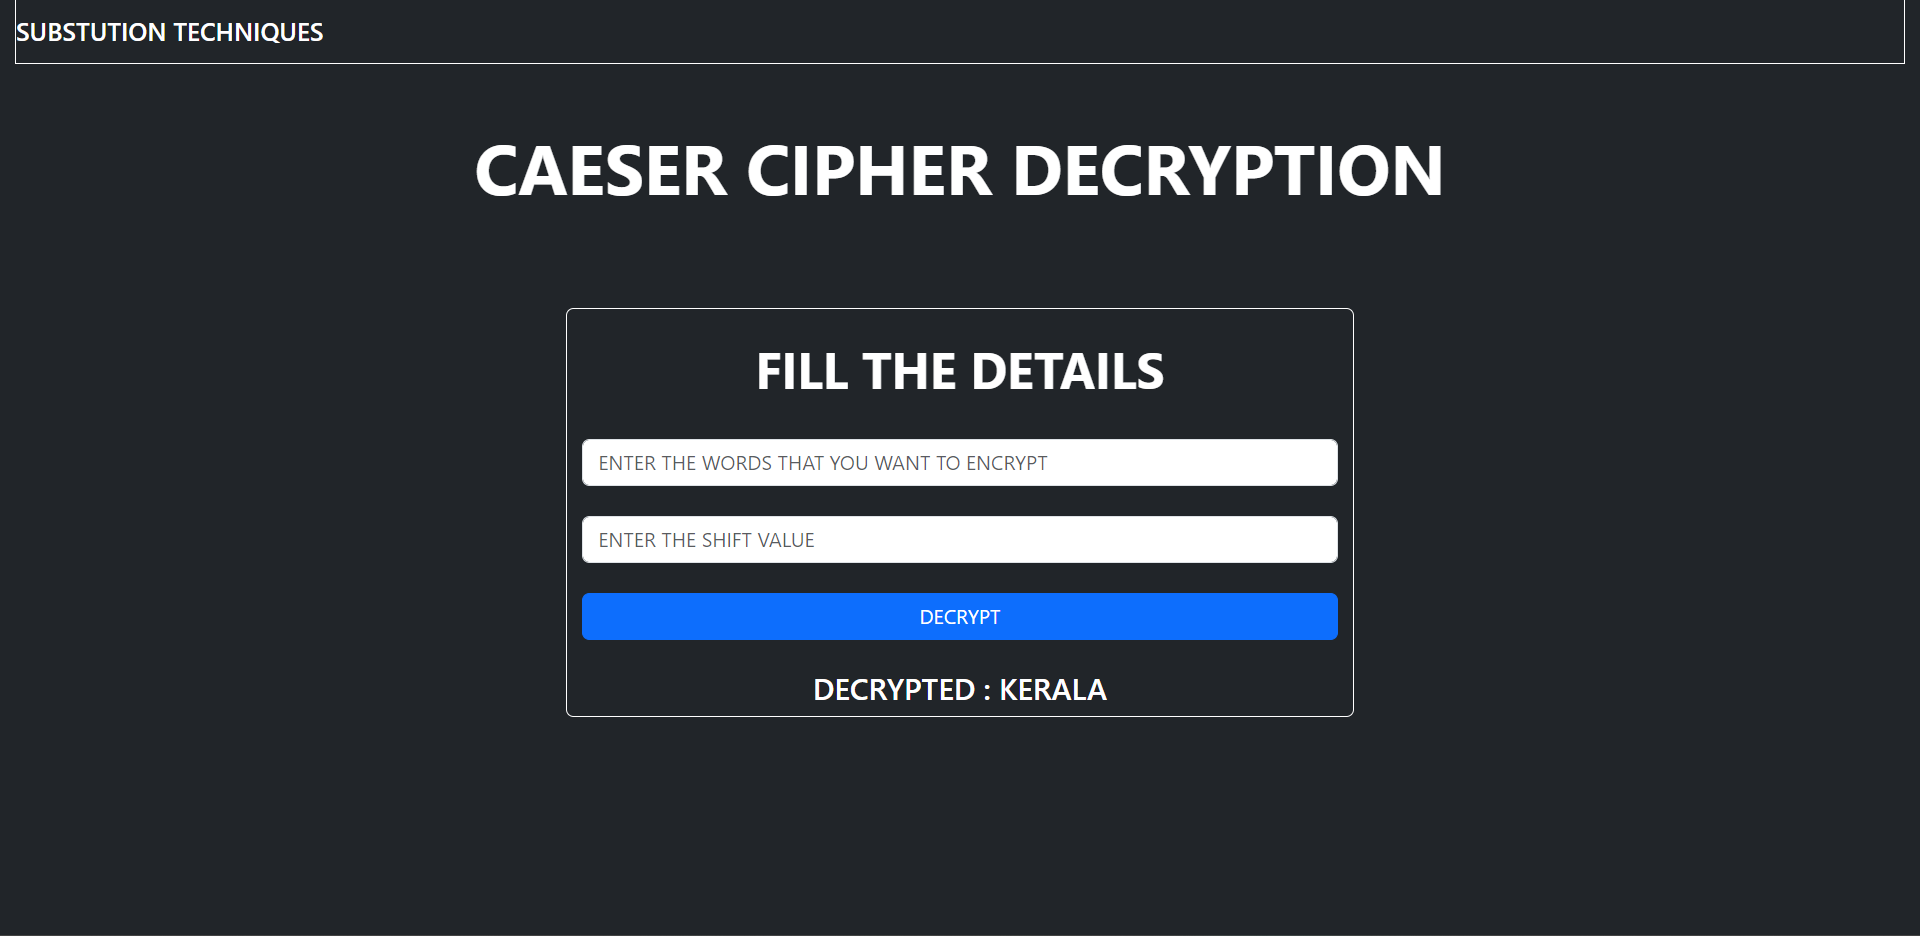 SUBSTUTION TECHNIQUES
CAESER CIPHER DECRYPTION
FILL THE DETAILS
ENTER THE WORDS THAT YOU WANT TO ENCRYPT
ENTER THE SHIFT VALUE
DECRYPT
DECRYPTED : KERALA